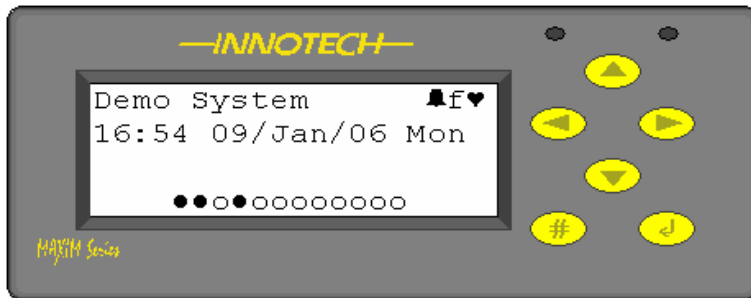 INNOTECH
Demo System 🔔f♥
16:54 09/Jan/06 Mon
●●○●○○○○○○○○
MAXIM Series
#